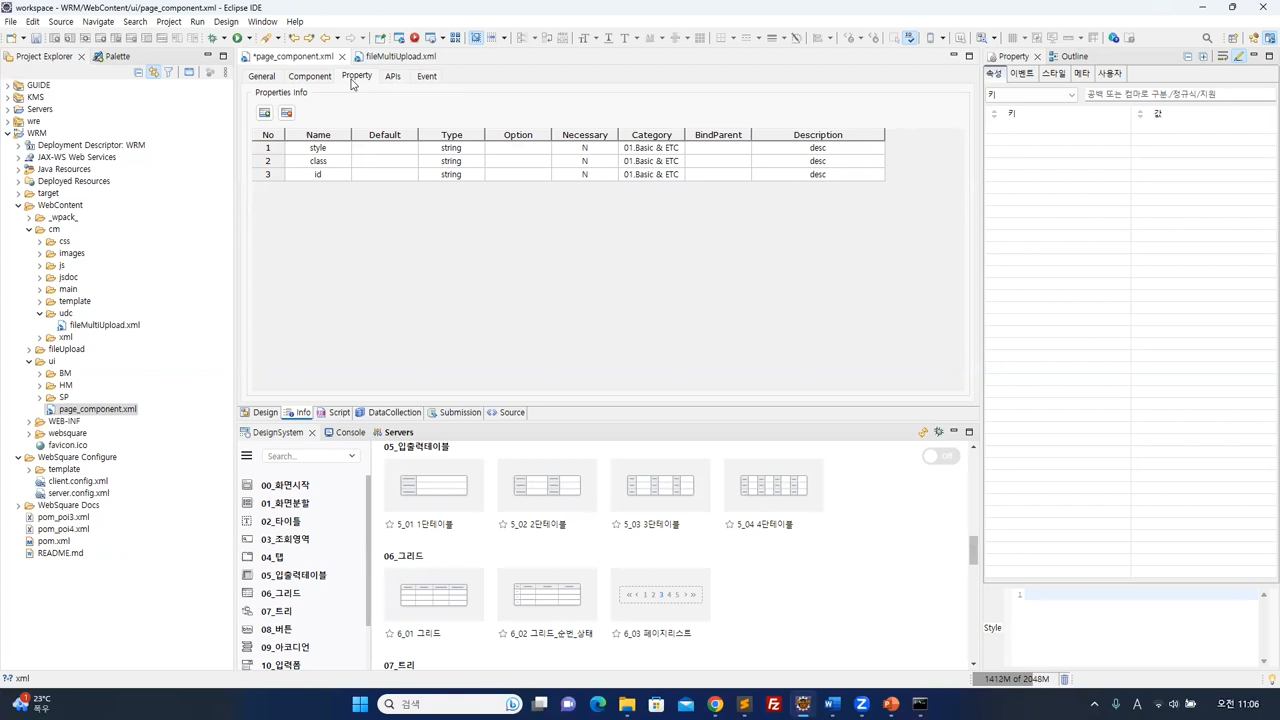 workspace - WRM/WebContent/ui/page_component.xml - Eclipse IDE
File Edit Source Navigate Search Project Run Design Window Help
Project Explorer
Palette
GUIDE
KMS
Servers
wre
WRM
Deployment Descriptor: WRM
JAX-WS Web Services
Java Resources
Deployed Resources
target
WebContent
_wpack_
cm
css
images
js
jsdoc
main
template
udc
fileMultiUpload.xml
xml
fileUpload
ui
BM
HM
SP
page_component.xml
WEB-INF
websquare
favicon.ico
WebSquare Configure
template
client.config.xml
server.config.xml
WebSquare Docs
pom_poi3.xml
pom_poi4.xml
pom.xml
README.md
*page_component.xml
fileMultiUpload.xml
General Component Property APIs Event
Properties Info
No Name Default Type Option Necessary Category BindParent Description
1 style string N 01.Basic & ETC desc
2 class string N 01.Basic & ETC desc
3 id string N 01.Basic & ETC desc
Design Info Script DataCollection Submission Source
DesignSystem Console Servers
Search...
00_화면시작
01_화면분할
02_타이틀
03_조회영역
04_탭
05_입출력테이블
06_그리드
07_트리
08_버튼
09_아코디언
10_입력폼
05_입출력테이블
Off
5_01 1단테이블
5_02 2단테이블
5_03 3단테이블
5_04 4단테이블
06_그리드
1 2 3 4 5
6_01 그리드
6_02 그리드_순번_상태
6_03 페이지리스트
07_트리
Property Outline
속성 이벤트 스타일 메타 사용자
키
공백 또는 컴마로 구분./정규식/지원
키 값
1
Style
xml
1412M of 2048M
1
23°C
폭우
검색
A
오전 11:06